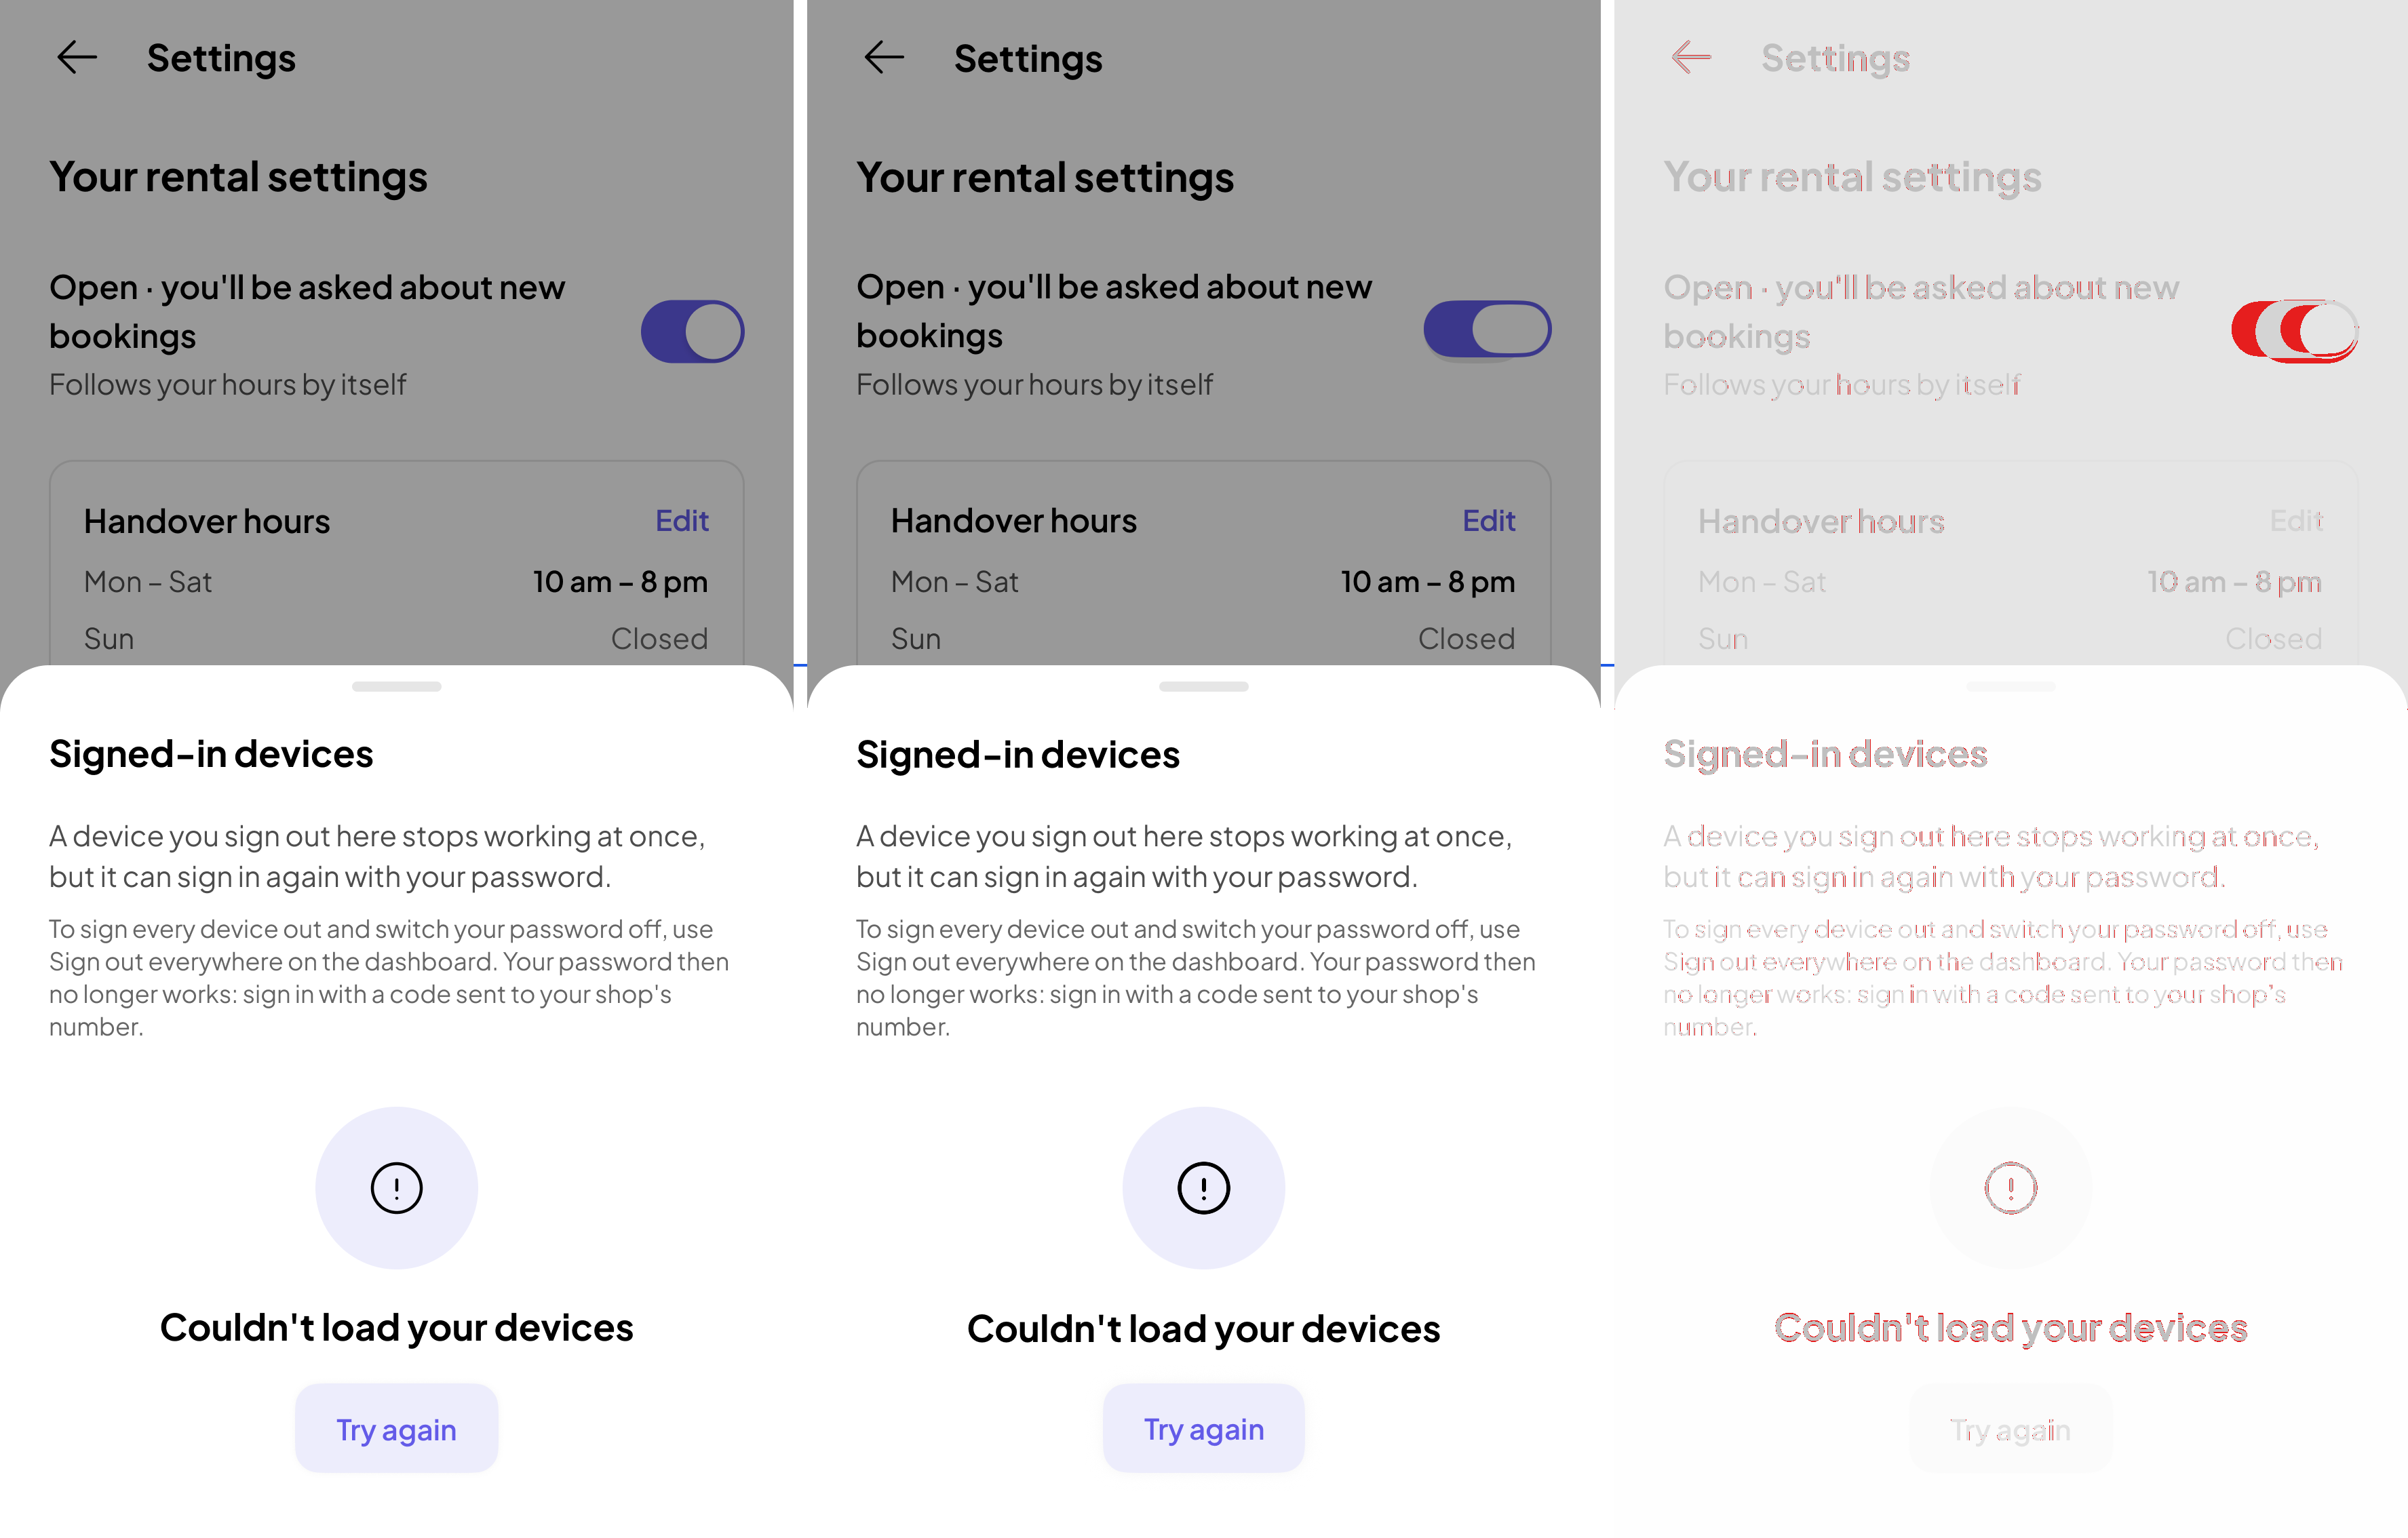 Settings
Your rental settings
Open · you'll be asked about new
bookings
Follows your hours by itself
Handover hours
Edit
Mon – Sat
10 am – 8 pm
Sun
Closed
Signed-in devices
A device you sign out here stops working at once,
but it can sign in again with your password.
To sign every device out and switch your password off, use
Sign out everywhere on the dashboard. Your password then
no longer works: sign in with a code sent to your shop's
number.
Couldn't load your devices
Try again
Settings
Your rental settings
Open · you'll be asked about new
bookings
Follows your hours by itself
Handover hours
Edit
Mon – Sat
10 am – 8 pm
Sun
Closed
Signed-in devices
A device you sign out here stops working at once,
but it can sign in again with your password.
To sign every device out and switch your password off, use
Sign out everywhere on the dashboard. Your password then
no longer works: sign in with a code sent to your shop's
number.
Couldn't load your devices
Try again
Settings
Your rental settings
Open · you'll be asked about new
bookings
Follows your hours by itself
Handover hours
Edit
Mon – Sat
10 am – 8 pm
Sun
Closed
Signed-in devices
A device you sign out here stops working at once,
but it can sign in again with your password.
To sign every device out and switch your password off, use
Sign out everywhere on the dashboard. Your password then
no longer works: sign in with a code sent to your shop's
number.
Couldn't load your devices
Try again